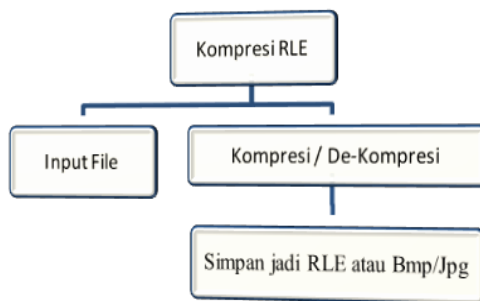 Kompresi RLE
Input File
Kompresi / De-Kompresi
Simpan jadi RLE atau Bmp/Jpg